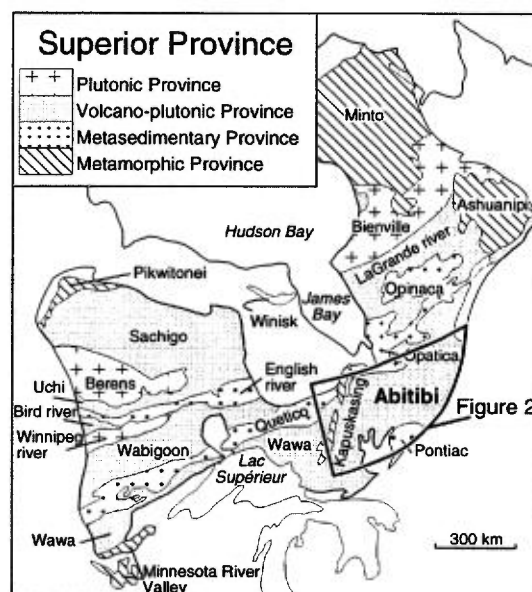 Superior Province
Plutonic Province
Volcano-plutonic Province
Metasedimentary Province
Metamorphic Province
Minto
Ashuanipi
Bienville
Hudson Bay
LaGrande river
Pikwitonei
Opinaca
James
Bay
Winisk
Sachigo
Opatica
English
river
Berens
Uchi
Abitibi
Bird river
Quetico
Kapuskasing
Figure 2
Winnipeg
river
Wabigoon
Wawa
Pontiac
Lac
Supérieur
Wawa
300 km
Minnesota River
Valley